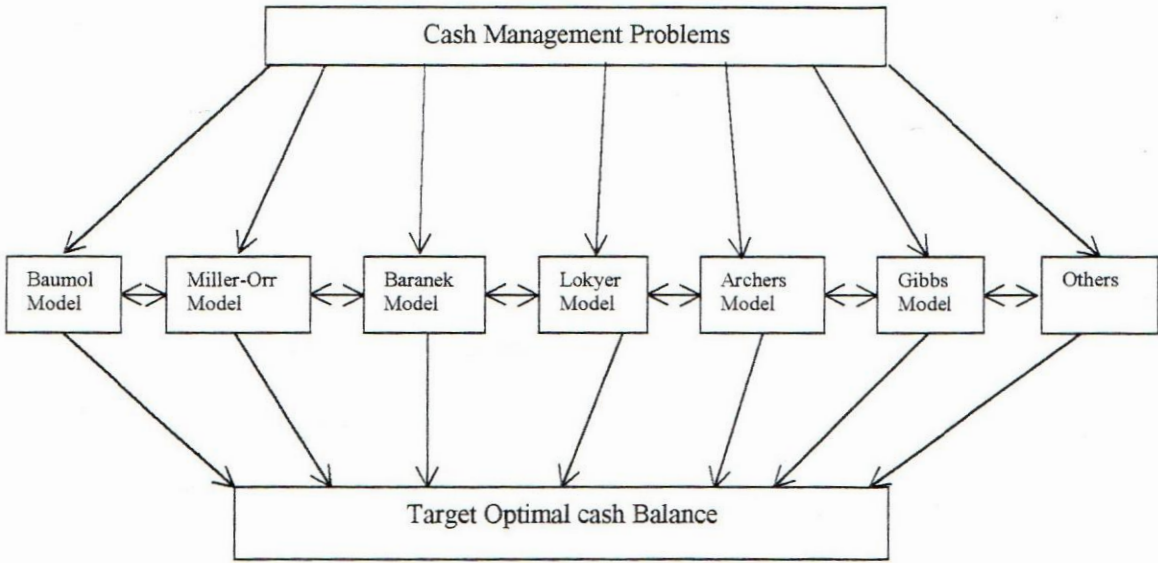 Cash Management Problems
Baumol
Model
Miller-Orr
Model
Baranek
Model
Lokyer
Model
Archers
Model
Gibbs
Model
Others
Target Optimal cash Balance